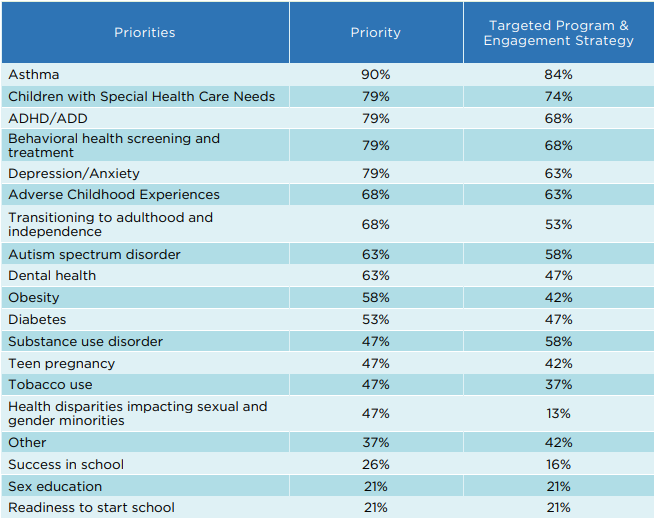 Priorities Priority Targeted Program &
Engagement Strategy
Asthma 90% 84%
Children with Special Health Care Needs 79% 74%
ADHD/ADD 79% 68%
Behavioral health screening and
treatment 79% 68%
Depression/Anxiety 79% 63%
Adverse Childhood Experiences 68% 63%
Transitioning to adulthood and
independence 68% 53%
Autism spectrum disorder 63% 58%
Dental health 63% 47%
Obesity 58% 42%
Diabetes 53% 47%
Substance use disorder 47% 58%
Teen pregnancy 47% 42%
Tobacco use 47% 37%
Health disparities impacting sexual and
gender minorities 47% 13%
Other 37% 42%
Success in school 26% 16%
Sex education 21% 21%
Readiness to start school 21% 21%